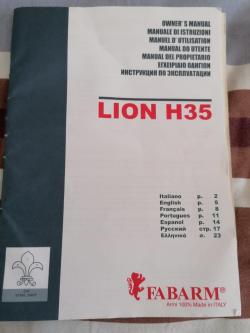 OWNER'S MANUAL
MANUALE DI ISTRUZIONI
MANUEL D' UTILISATION
MANUAL DO UTENTE
MANUAL DEL PROPIETARIO
ΕΓΧΕΙΡΙΔΙΟ ΟΔΗΓΙΩΝ
ИНСТРУКЦИЯ ПО ЭКСПЛУАТАЦИИ
LION H35
Italiano p. 2
English p. 5
Français p. 8
Portugues p. 11
Espanol p. 14
Русский стр. 17
Ελληνικά σ. 23
FABARM
Armi 100% Made in ITALY